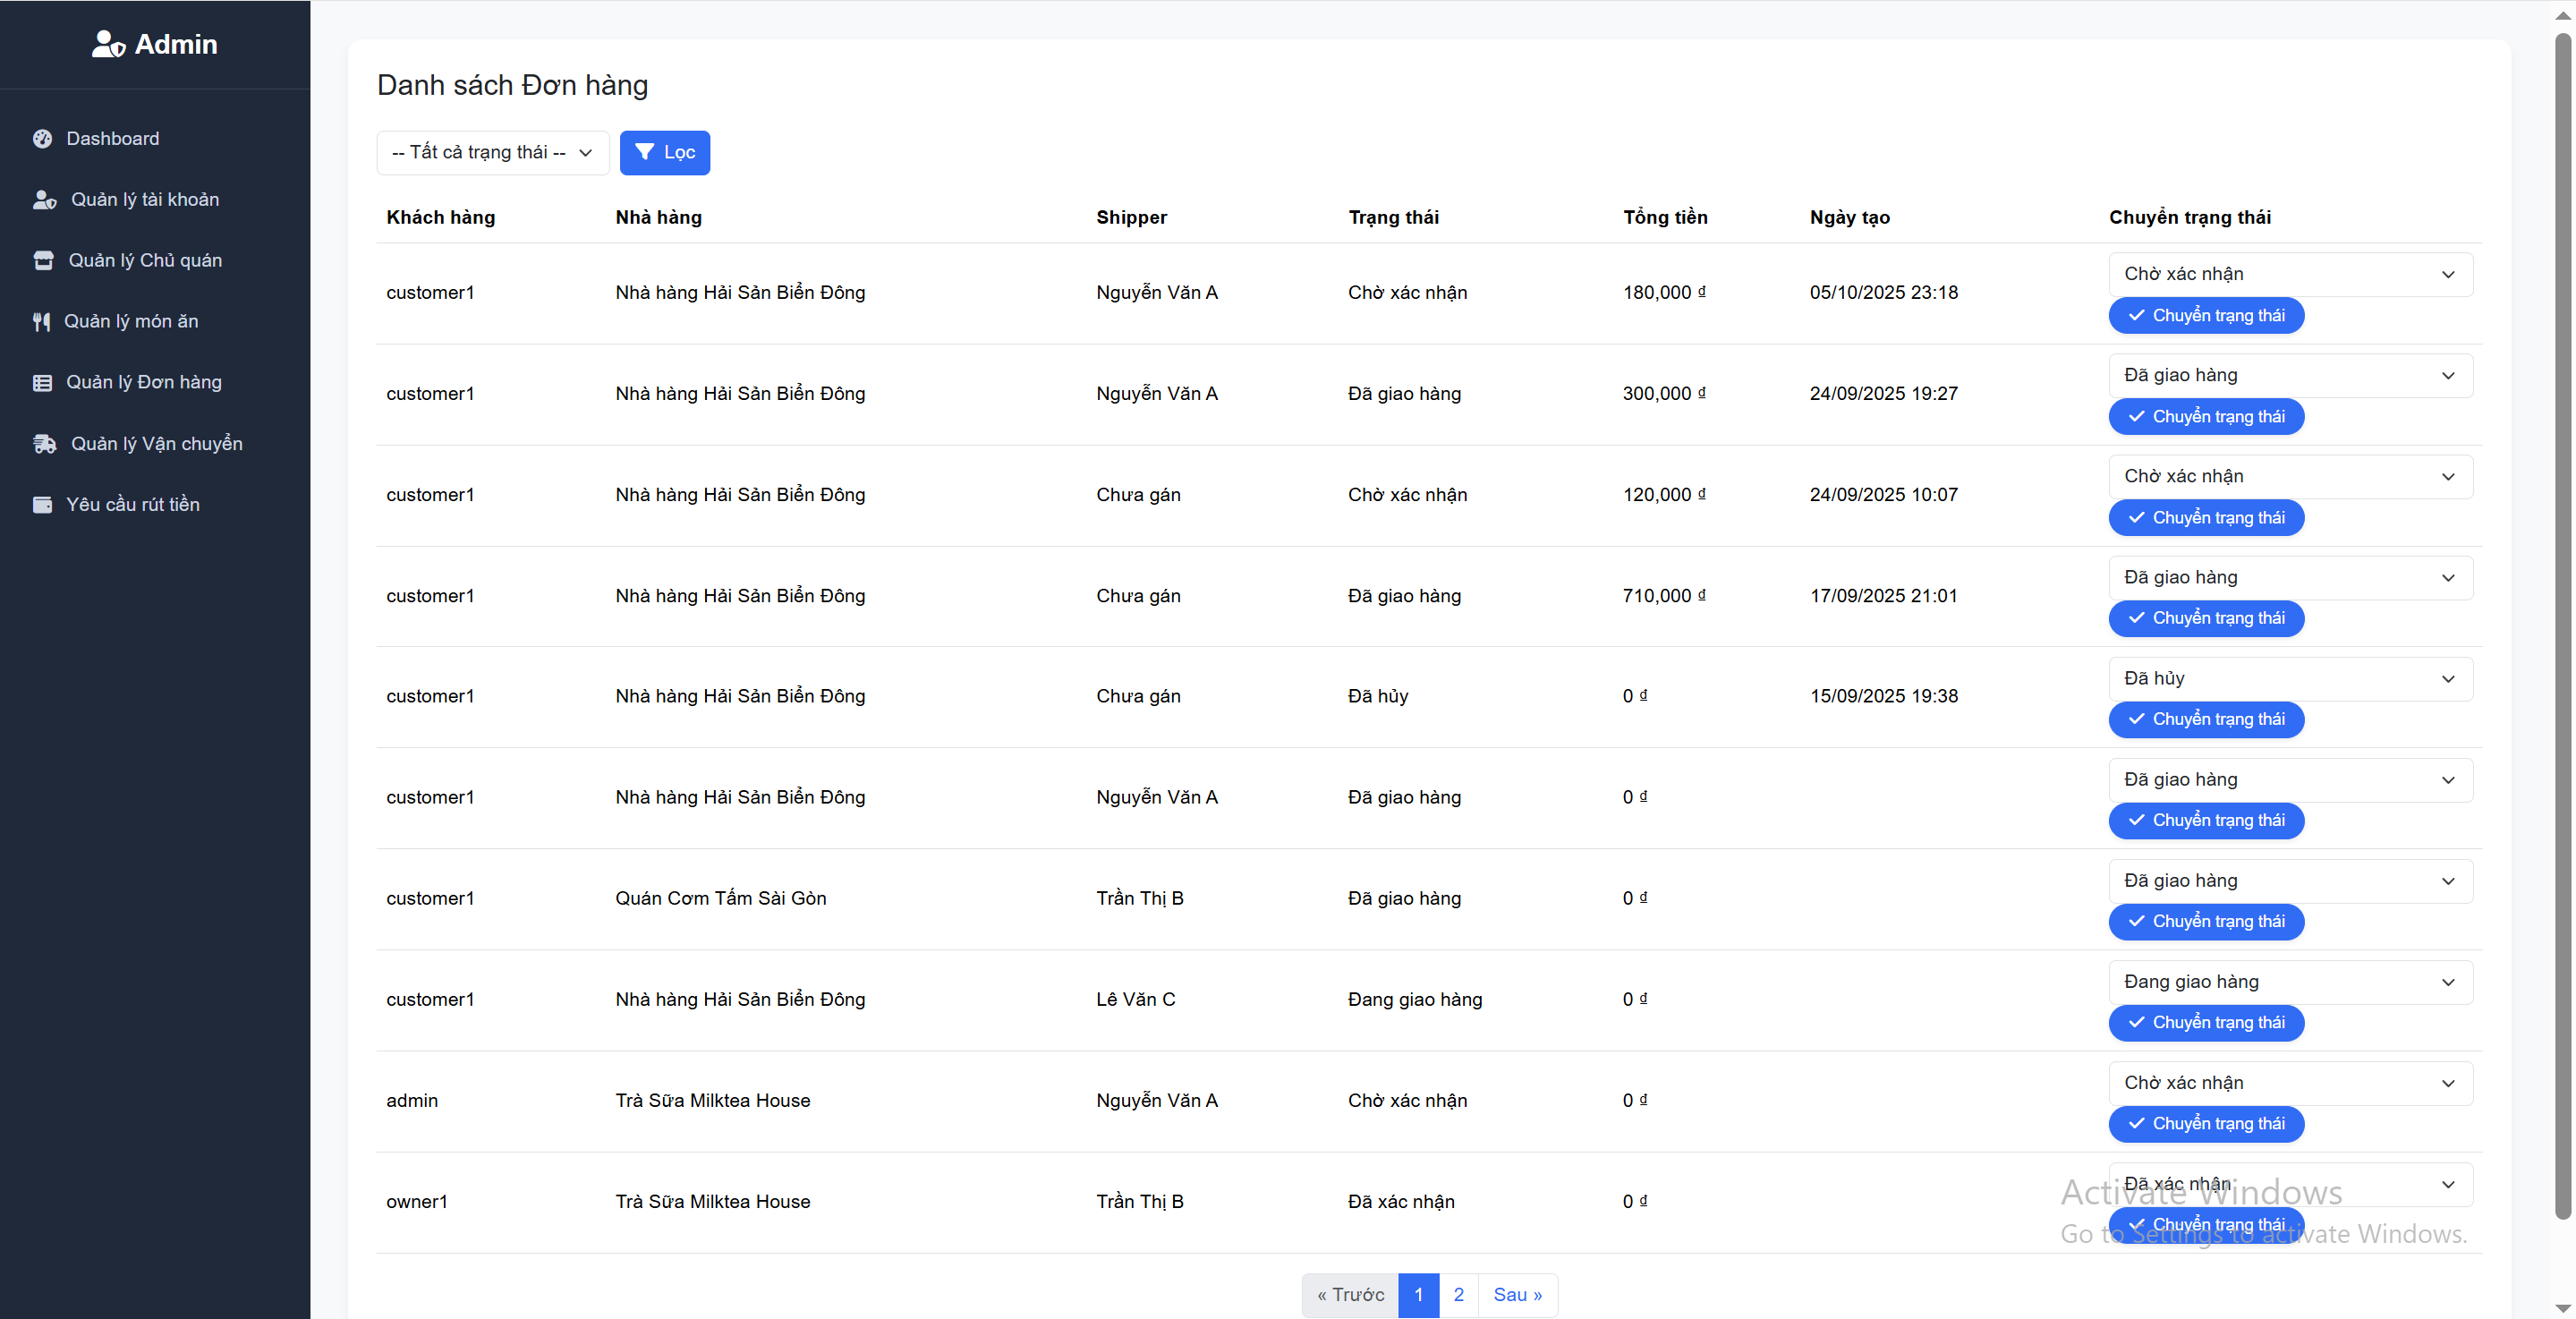 Admin
Dashboard
Quản lý tài khoản
Quản lý Chủ quán
Quản lý món ăn
Quản lý Đơn hàng
Quản lý Vận chuyển
Yêu cầu rút tiền
Danh sách Đơn hàng
-- Tất cả trạng thái -- Lọc
Khách hàng Nhà hàng Shipper Trạng thái Tổng tiền Ngày tạo Chuyển trạng thái
customer1 Nhà hàng Hải Sản Biển Đông Nguyễn Văn A Chờ xác nhận 180,000 ₫ 05/10/2025 23:18 Chờ xác nhận
Chuyển trạng thái
customer1 Nhà hàng Hải Sản Biển Đông Nguyễn Văn A Đã giao hàng 300,000 ₫ 24/09/2025 19:27 Đã giao hàng
Chuyển trạng thái
customer1 Nhà hàng Hải Sản Biển Đông Chưa gán Chờ xác nhận 120,000 ₫ 24/09/2025 10:07 Chờ xác nhận
Chuyển trạng thái
customer1 Nhà hàng Hải Sản Biển Đông Chưa gán Đã giao hàng 710,000 ₫ 17/09/2025 21:01 Đã giao hàng
Chuyển trạng thái
customer1 Nhà hàng Hải Sản Biển Đông Chưa gán Đã hủy 0 ₫ 15/09/2025 19:38 Đã hủy
Chuyển trạng thái
customer1 Nhà hàng Hải Sản Biển Đông Nguyễn Văn A Đã giao hàng 0 ₫ Đã giao hàng
Chuyển trạng thái
customer1 Quán Cơm Tấm Sài Gòn Trần Thị B Đã giao hàng 0 ₫ Đã giao hàng
Chuyển trạng thái
customer1 Nhà hàng Hải Sản Biển Đông Lê Văn C Đang giao hàng 0 ₫ Đang giao hàng
Chuyển trạng thái
admin Trà Sữa Milktea House Nguyễn Văn A Chờ xác nhận 0 ₫ Chờ xác nhận
Chuyển trạng thái
owner1 Trà Sữa Milktea House Trần Thị B Đã xác nhận 0 ₫ Đã xác nhận
Chuyển trạng thái
Activate Windows
Go to Settings to activate Windows.
« Trước 1 2 Sau »